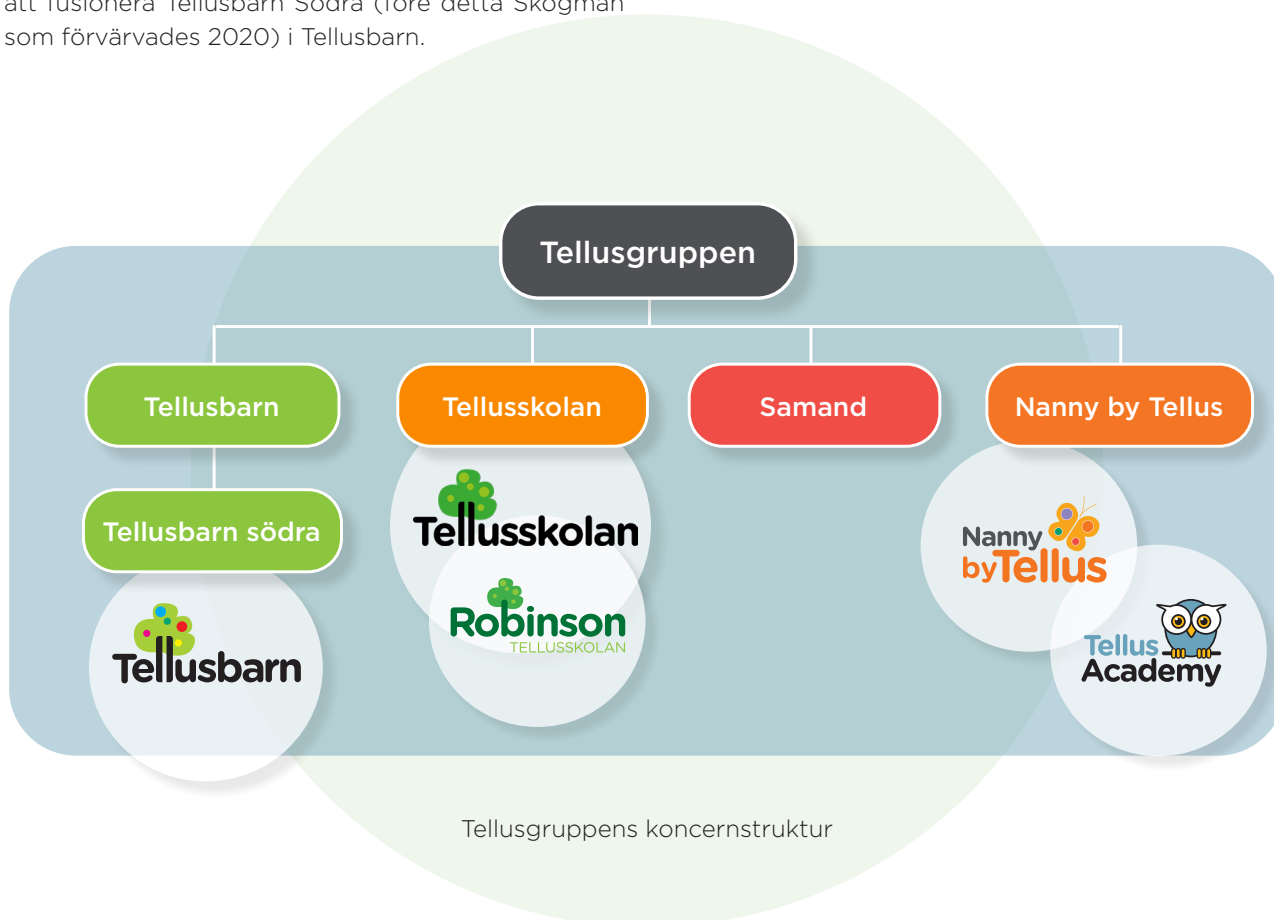 att fusionera Tellusbarn Södra (före detta Skogman
som förvärvades 2020) i Tellusbarn.
Tellusgruppen
Tellusbarn
Tellusskolan
Samand
Nanny by Tellus
Tellusbarn södra
Tellusskolan
Robinson
TELLUSSKOLAN
Nanny
byTellus
Tellusbarn
Tellus
Academy
Tellusgruppens koncernstruktur